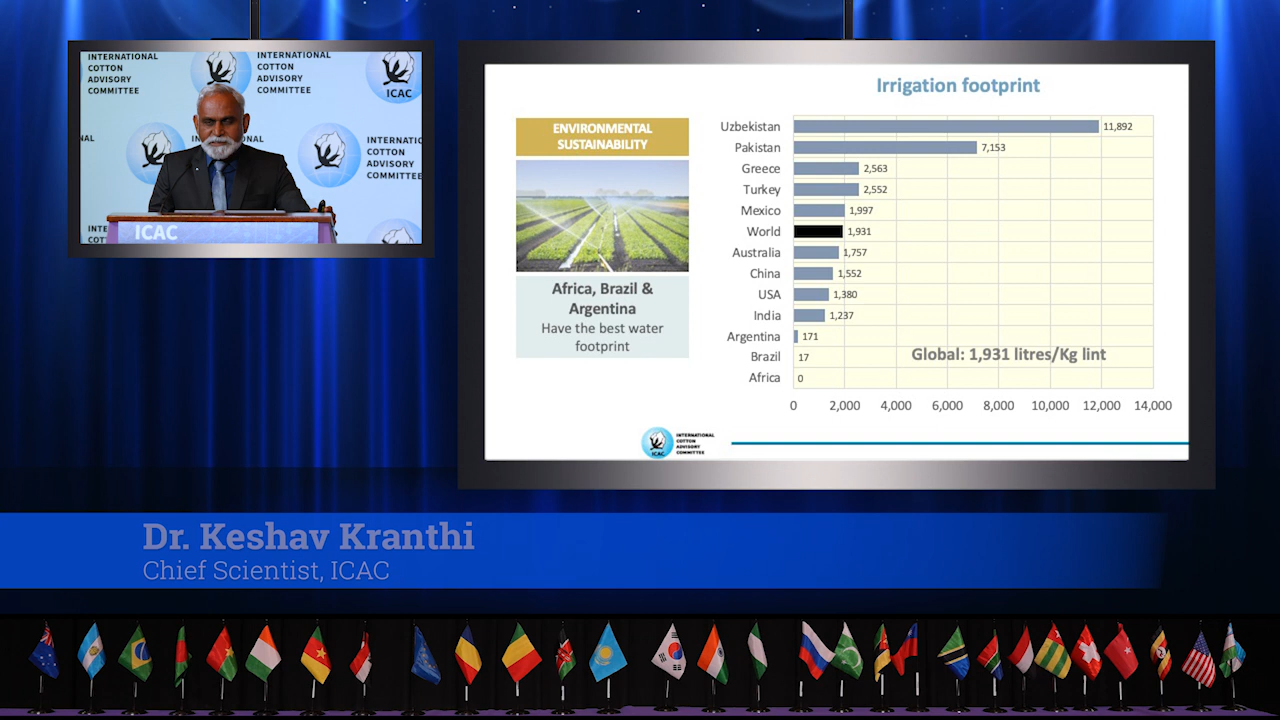 INTERNATIONAL
COTTON
ADVISORY
COMMITTEE
INTERNATIONAL
COTTON
ADVISORY
COMMITTEE
ICAC
INTERNATIONAL
COTTON
ADVISORY
COMMITTEE
ICAC
Irrigation footprint
ENVIRONMENTAL
SUSTAINABILITY
Africa, Brazil &
Argentina
Have the best water
footprint
Uzbekistan 11,892
Pakistan 7,153
Greece 2,563
Turkey 2,552
Mexico 1,997
World 1,931
Australia 1,757
China 1,552
USA 1,380
India 1,237
Argentina 171
Brazil 17
Africa 0
Global: 1,931 litres/Kg lint
0 2,000 4,000 6,000 8,000 10,000 12,000 14,000
ICAC
INTERNATIONAL
COTTON
ADVISORY
COMMITTEE
Dr. Keshav Kranthi
Chief Scientist, ICAC